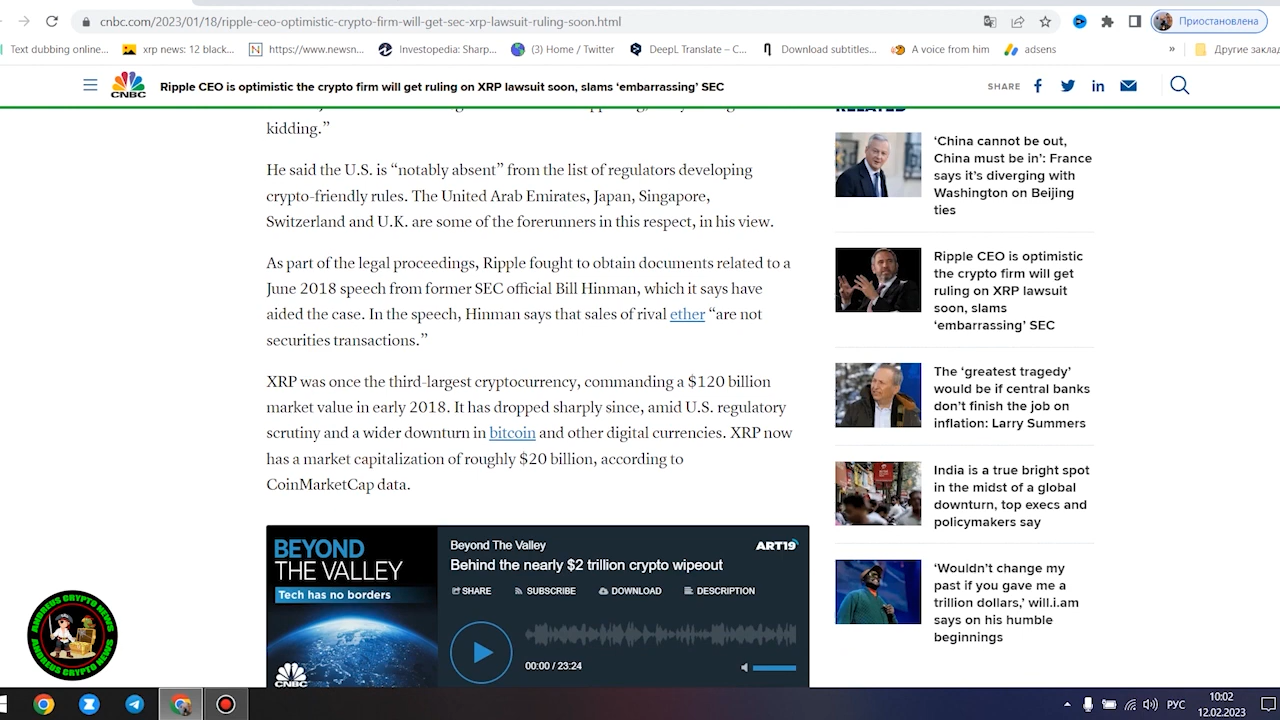 cnbc.com/2023/01/18/ripple-ceo-optimistic-crypto-firm-will-get-sec-xrp-lawsuit-ruling-soon.html
Приостановлена
Text dubbing online...
xrp news: 12 black...
https://www.newsn...
Investopedia: Sharp...
(3) Home / Twitter
DeepL Translate – C...
Download subtitles...
A voice from him
adsens
»
Другие заклад
CNBC
Ripple CEO is optimistic the crypto firm will get ruling on XRP lawsuit soon, slams ‘embarrassing’ SEC
SHARE
kidding.”
He said the U.S. is “notably absent” from the list of regulators developing
crypto-friendly rules. The United Arab Emirates, Japan, Singapore,
Switzerland and U.K. are some of the forerunners in this respect, in his view.
As part of the legal proceedings, Ripple fought to obtain documents related to a
June 2018 speech from former SEC official Bill Hinman, which it says have
aided the case. In the speech, Hinman says that sales of rival ether “are not
securities transactions.”
XRP was once the third-largest cryptocurrency, commanding a $120 billion
market value in early 2018. It has dropped sharply since, amid U.S. regulatory
scrutiny and a wider downturn in bitcoin and other digital currencies. XRP now
has a market capitalization of roughly $20 billion, according to
CoinMarketCap data.
BEYOND
THE VALLEY
Tech has no borders
CNBC
Beyond The Valley
ART19
Behind the nearly $2 trillion crypto wipeout
SHARE
SUBSCRIBE
DOWNLOAD
DESCRIPTION
00:00 / 23:24
RELATED
‘China cannot be out,
China must be in’: France
says it’s diverging with
Washington on Beijing
ties
Ripple CEO is optimistic
the crypto firm will get
ruling on XRP lawsuit
soon, slams
‘embarrassing’ SEC
The ‘greatest tragedy’
would be if central banks
don’t finish the job on
inflation: Larry Summers
India is a true bright spot
in the midst of a global
downturn, top execs and
policymakers say
‘Wouldn’t change my
past if you gave me a
trillion dollars,’ will.i.am
says on his humble
beginnings
ANDREUS CRYPTO NEWS
ANDREUS CRYPTO NEWS
РУС
10:02
12.02.2023